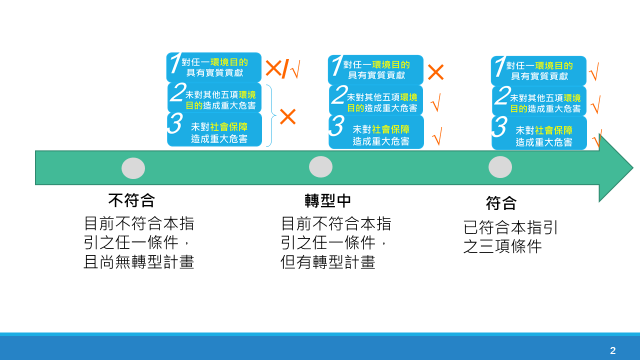 1 對任一環境目的
具有實質貢獻
×/√
2 未對其他五項環境
目的造成重大危害
3 未對社會保障
造成重大危害
×
1 對任一環境目的
具有實質貢獻
×
2 未對其他五項環境
目的造成重大危害
√
3 未對社會保障
造成重大危害
√
1 對任一環境目的
具有實質貢獻
√
2 未對其他五項環境
目的造成重大危害
√
3 未對社會保障
造成重大危害
√
不符合
目前不符合本指
引之任一條件，
且尚無轉型計畫
轉型中
目前不符合本指
引之任一條件，
但有轉型計畫
符合
已符合本指引
之三項條件
2